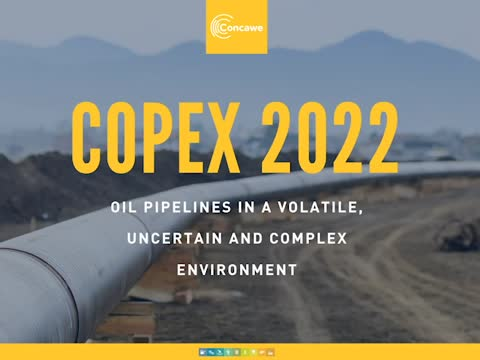 Concawe
COPEX 2022
OIL PIPELINES IN A VOLATILE,
UNCERTAIN AND COMPLEX
ENVIRONMENT